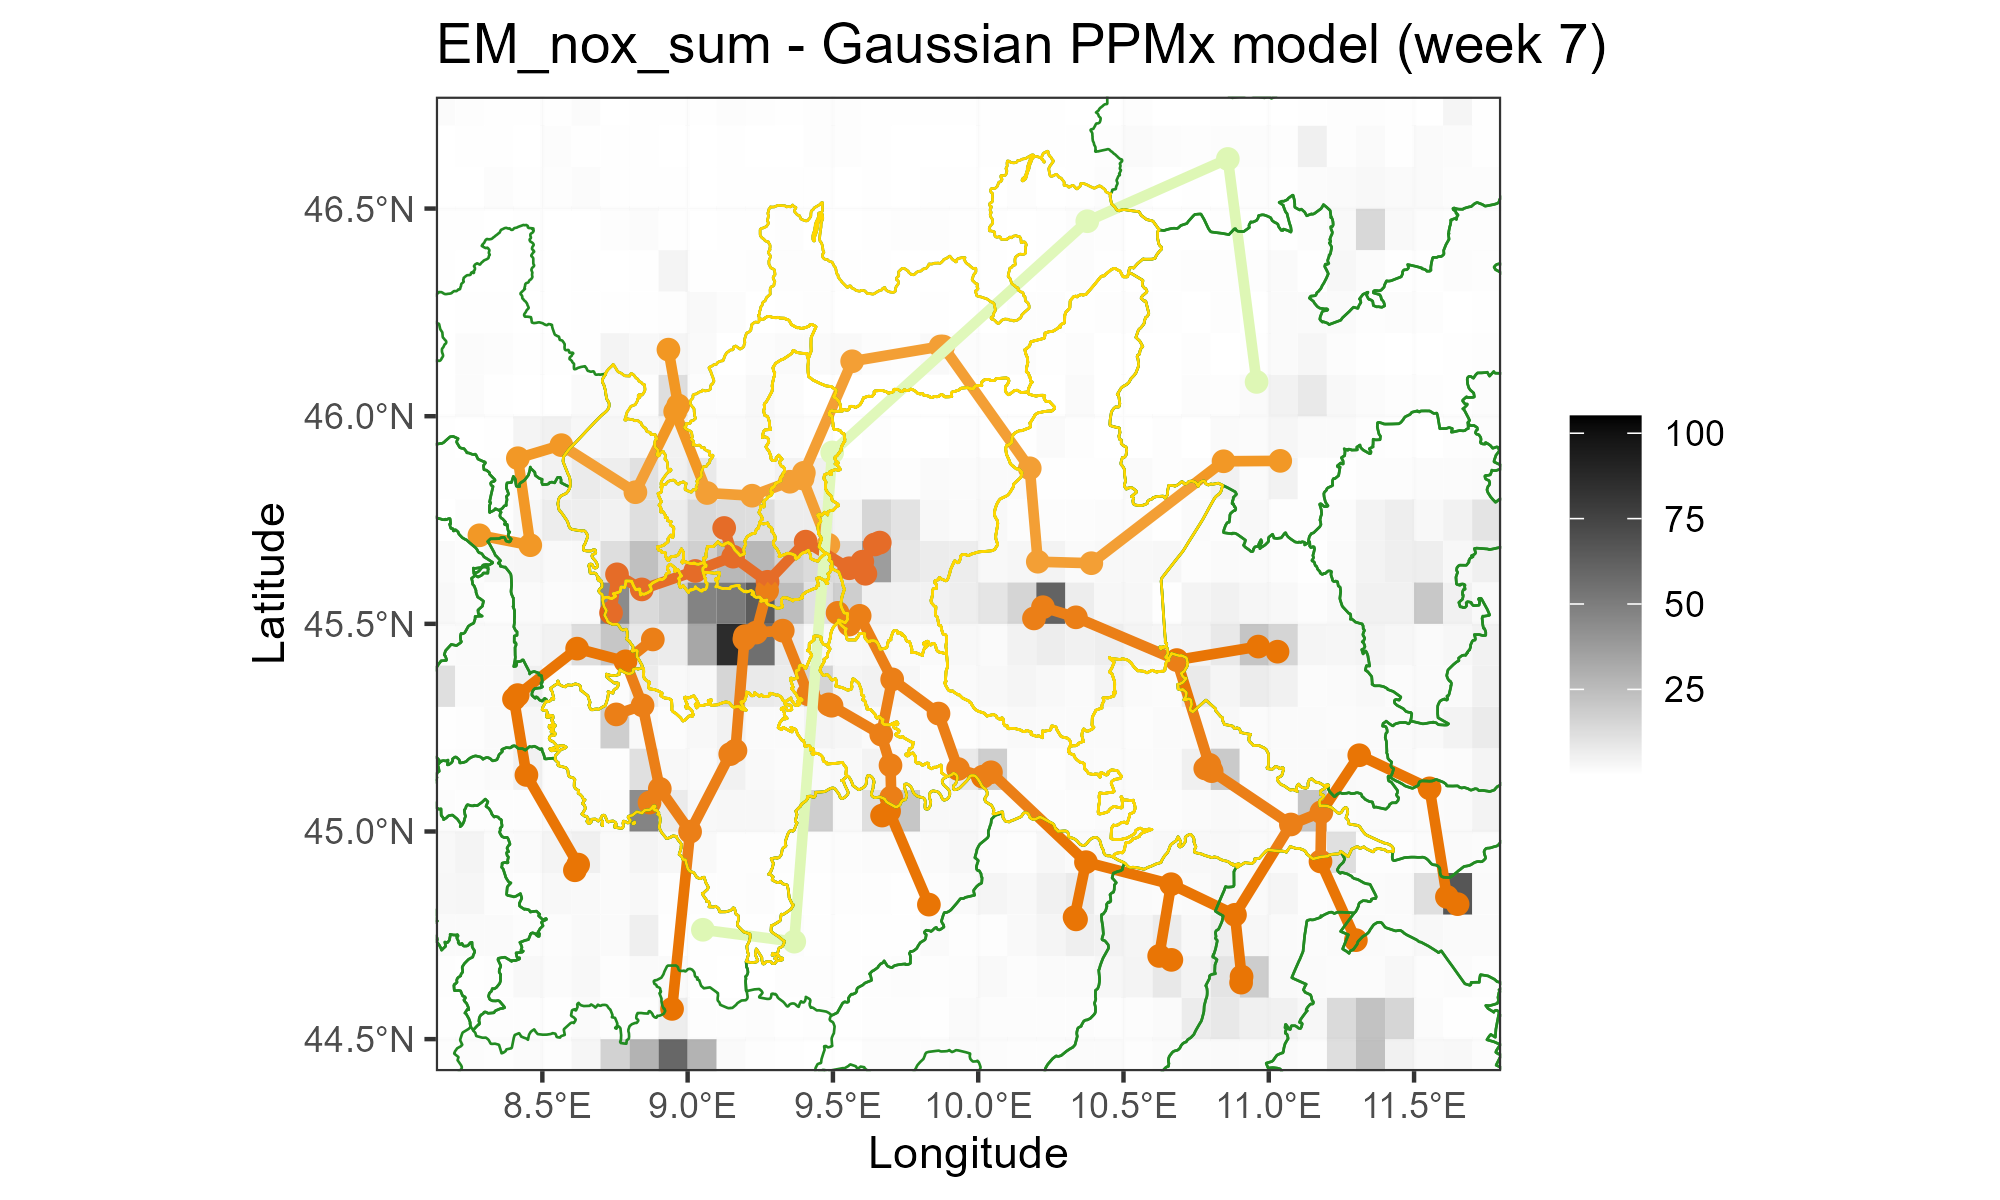 EM_nox_sum - Gaussian PPMx model (week 7)
46.5°N
46.0°N
45.5°N
45.0°N
44.5°N
Latitude
8.5°E 9.0°E 9.5°E 10.0°E 10.5°E 11.0°E 11.5°E
Longitude
100
75
50
25